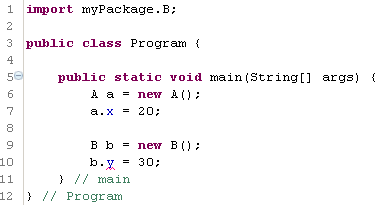 1 import myPackage.B;
2
3 public class Program {
4
5 public static void main(String[] args) {
6 A a = new A();
7 a.x = 20;
8
9 B b = new B();
10 b.y = 30;
11 } // main
12 } // Program